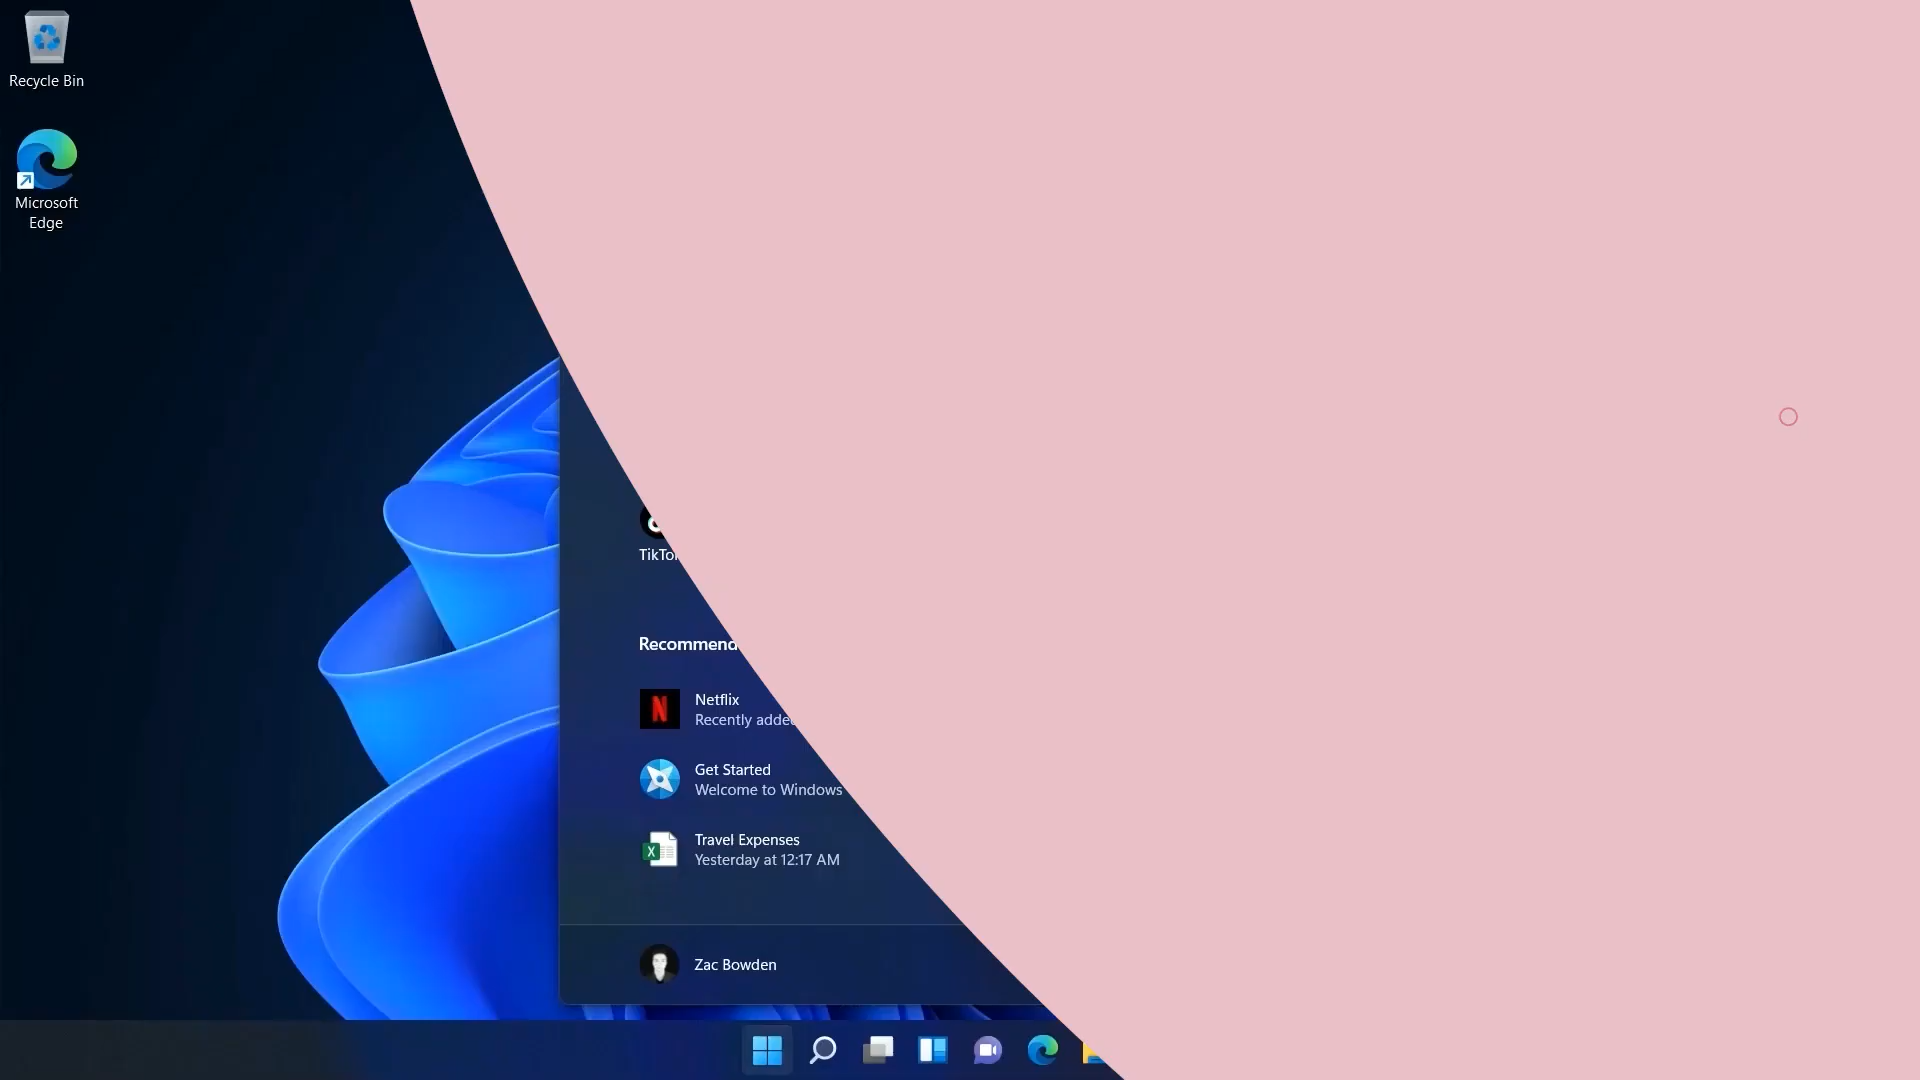 Recycle Bin
Microsoft
Edge
TikTo
Recommend
Netflix
Recently added
Get Started
Welcome to Windows
Travel Expenses
Yesterday at 12:17 AM
Zac Bowden